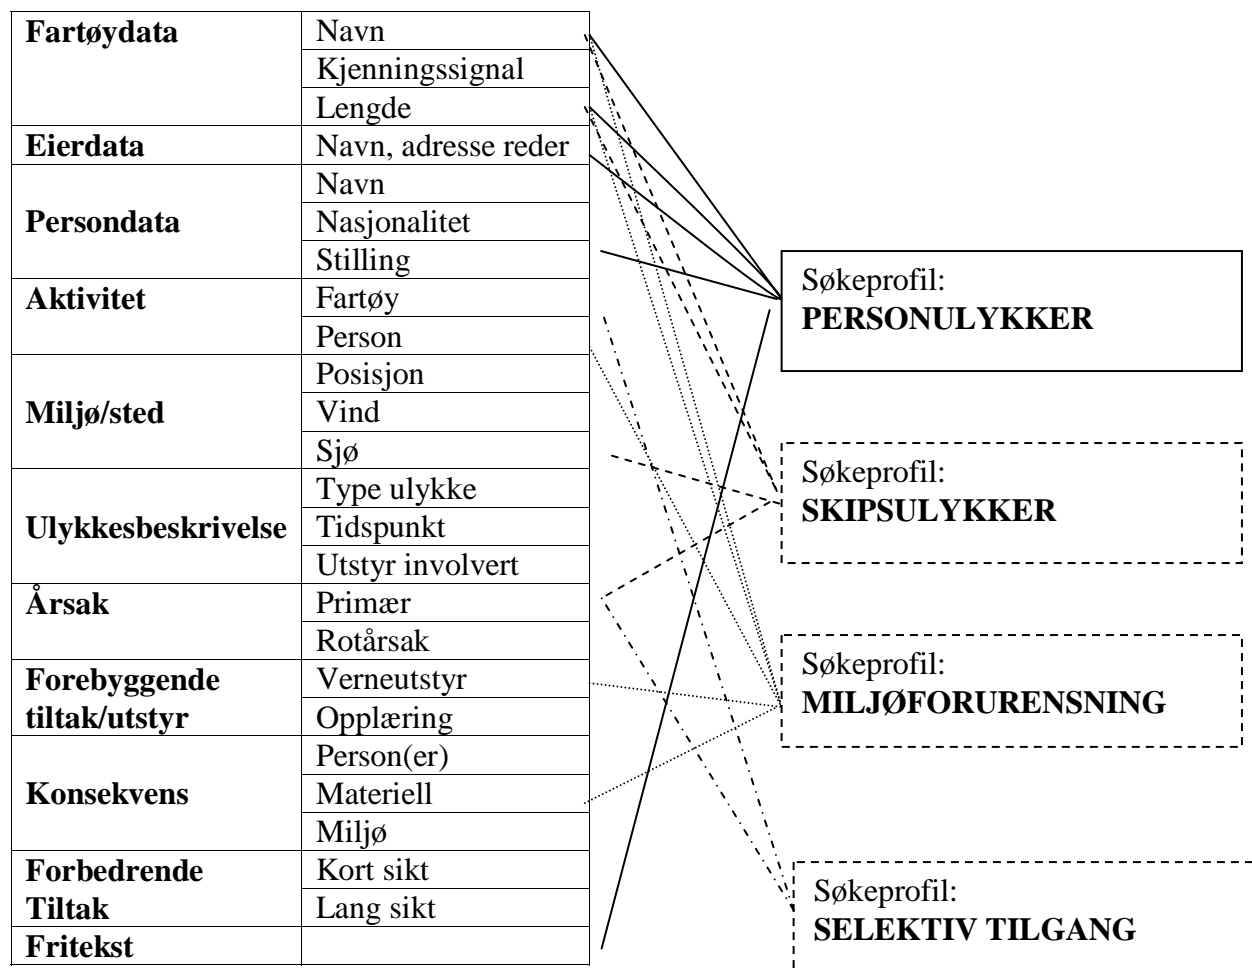 Fartøydata
Navn
Kjenningssignal
Lengde
Eierdata
Navn, adresse reder
Persondata
Navn
Nasjonalitet
Stilling
Aktivitet
Fartøy
Person
Miljø/sted
Posisjon
Vind
Sjø
Ulykkesbeskrivelse
Type ulykke
Tidspunkt
Utstyr involvert
Årsak
Primær
Rotårsak
Forebyggende
tiltak/utstyr
Verneutstyr
Opplæring
Konsekvens
Person(er)
Materiell
Miljø
Forbedrende
Tiltak
Kort sikt
Lang sikt
Fritekst
Søkeprofil:
PERSONULYKKER
Søkeprofil:
SKIPSULYKKER
Søkeprofil:
MILJØFORURENSNING
Søkeprofil:
SELEKTIV TILGANG